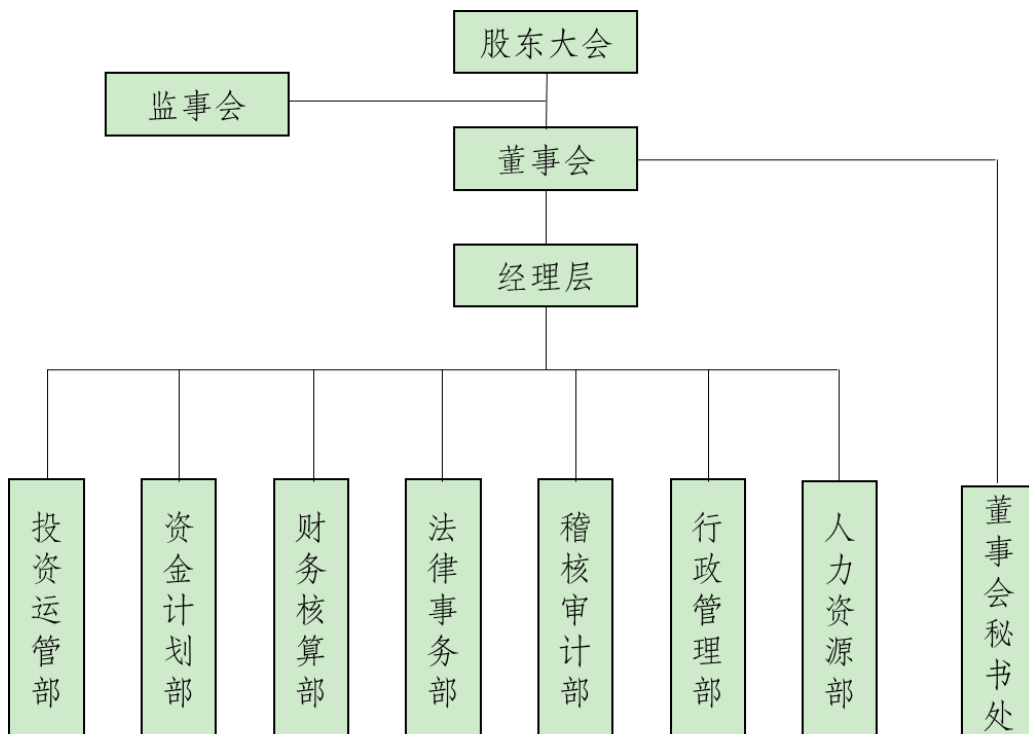 股东大会
监事会
董事会
经理层
投资运管部
资金计划部
财务核算部
法律事务部
稽核审计部
行政管理部
人力资源部
董事会秘书处